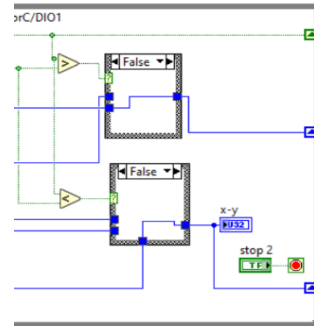 orC/DIO1
>
False
?
<
False
?
x-y
U32
stop 2
TF